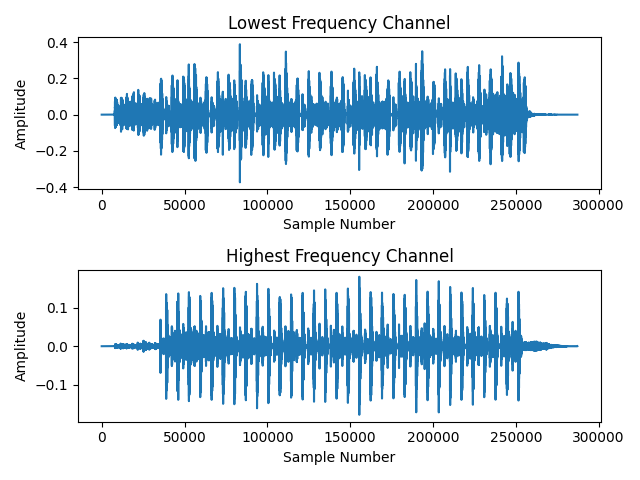 Lowest Frequency Channel
0.4
0.2
0.0
−0.2
−0.4
Amplitude
0 50000 100000 150000 200000 250000 300000
Sample Number
Highest Frequency Channel
0.1
0.0
−0.1
Amplitude
0 50000 100000 150000 200000 250000 300000
Sample Number